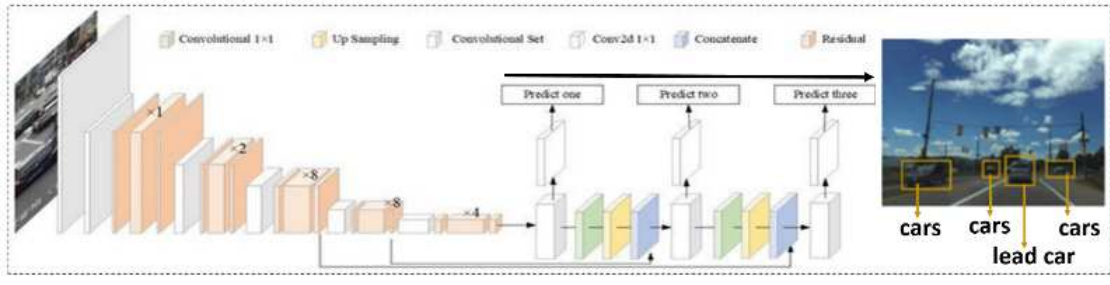 Convolutional 1×1 Up Sampling Convolutional Set Conv2d 1×1 Concatenate Residual
Predict one Predict two Predict three
×1
×2
×8
×8
×4
cars cars cars
lead car